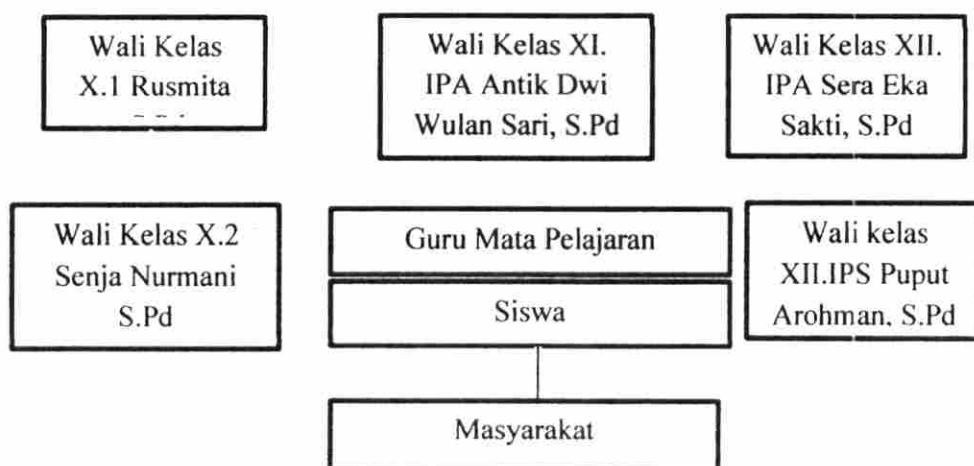 Wali Kelas
X.1 Rusmita
Wali Kelas XI.
IPA Antik Dwi
Wulan Sari, S.Pd
Wali Kelas XII.
IPA Sera Eka
Sakti, S.Pd
Wali Kelas X.2
Senja Nurmani
S.Pd
Guru Mata Pelajaran
Siswa
Wali kelas
XII.IPS Puput
Arohman, S.Pd
Masyarakat